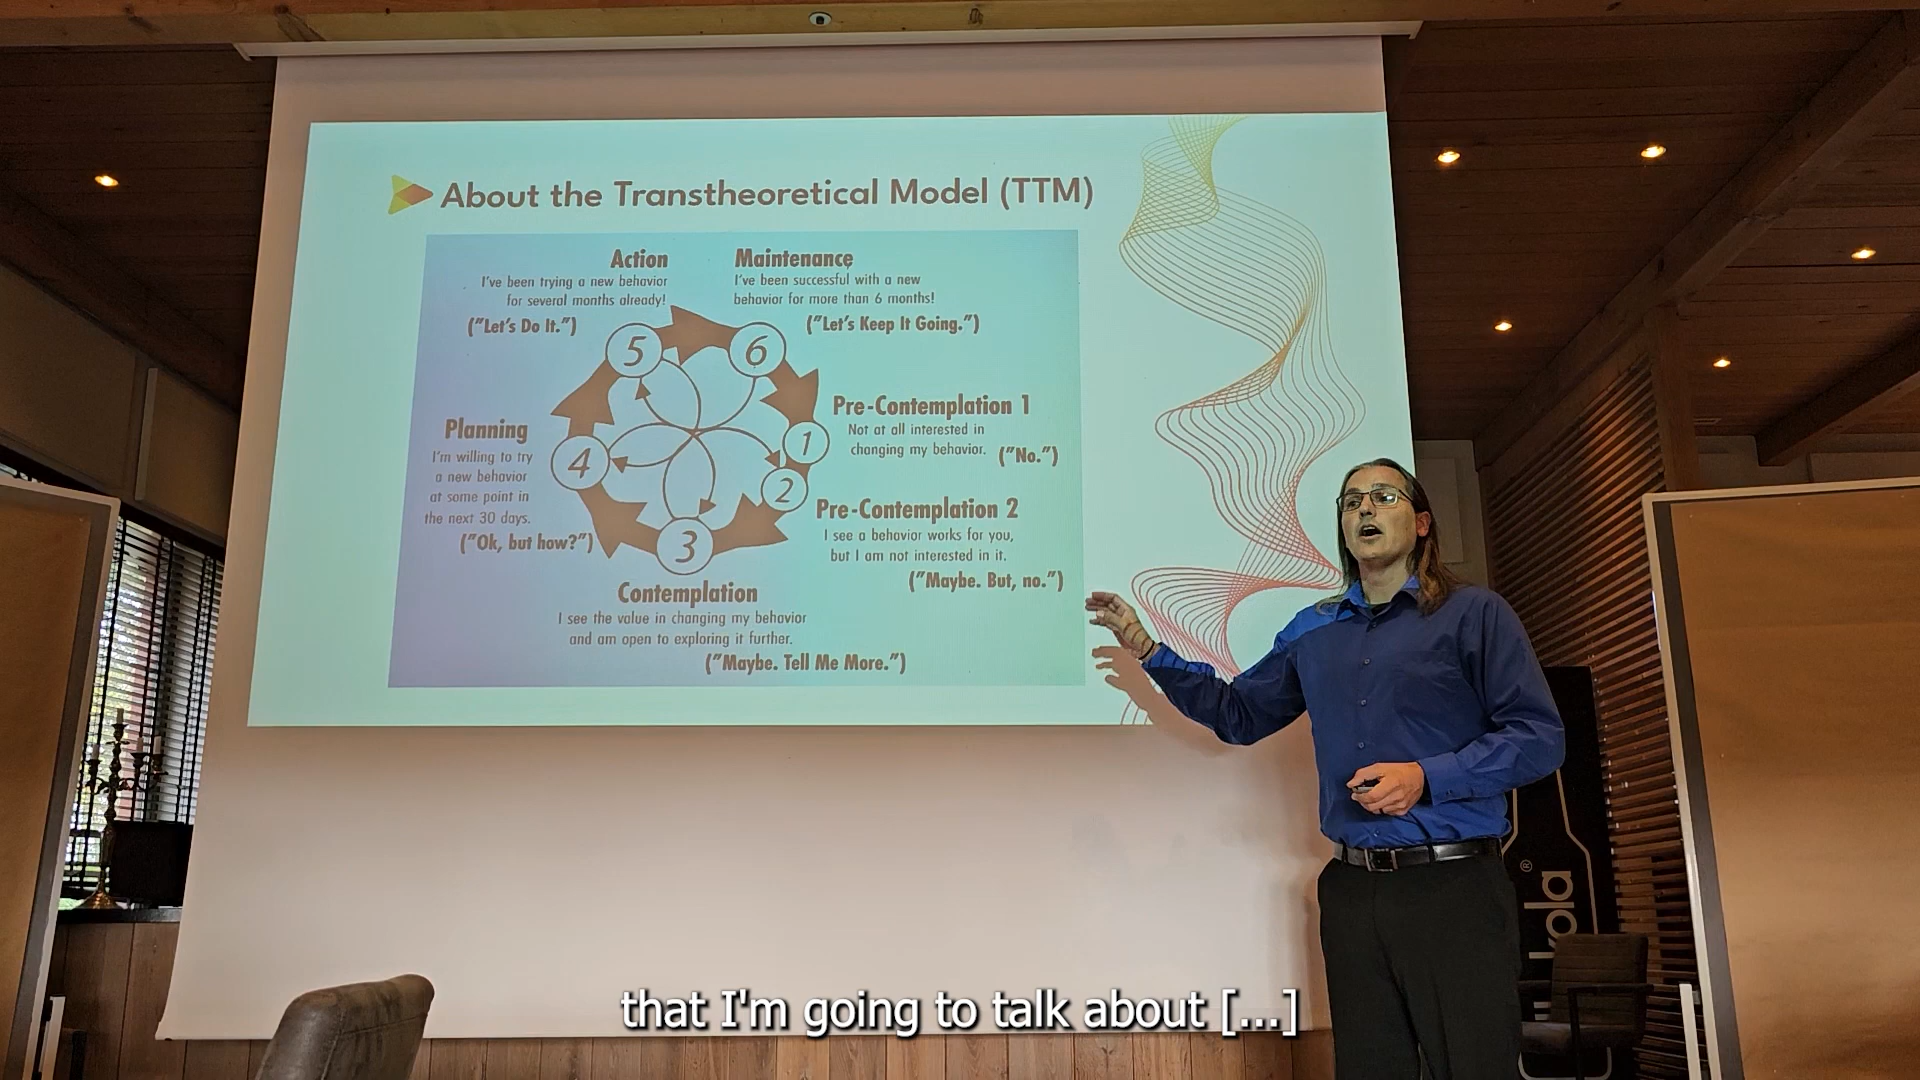 About the Transtheoretical Model (TTM)
Action
I've been trying a new behavior
for several months already!
("Let's Do It.")
Maintenance
I've been successful with a new
behavior for more than 6 months!
("Let's Keep It Going.")
5
6
Pre-Contemplation 1
Not at all interested in
changing my behavior.
("No.")
1
Planning
I'm willing to try
a new behavior
at some point in
the next 30 days.
("Ok, but how?")
4
2
Pre-Contemplation 2
I see a behavior works for you,
but I am not interested in it.
("Maybe. But, no.")
3
Contemplation
I see the value in changing my behavior
and am open to exploring it further.
("Maybe. Tell Me More.")
that I'm going to talk about [...]